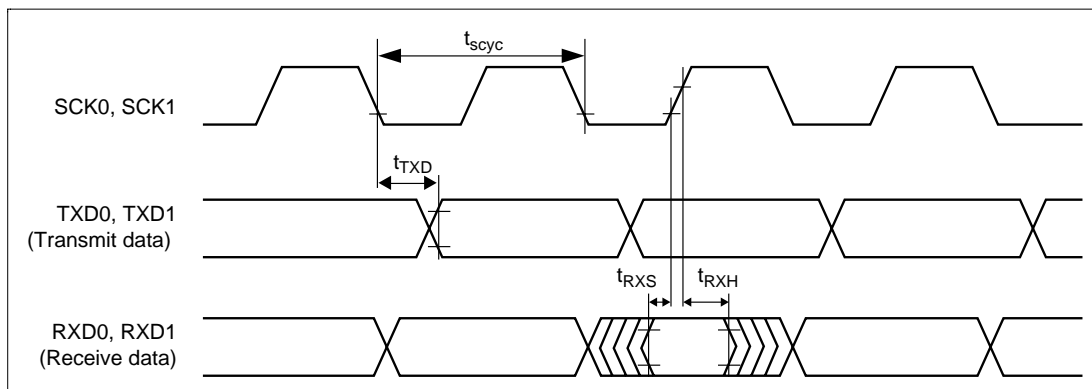 tscyc
SCK0, SCK1
tTXD
TXD0, TXD1
(Transmit data)
tRXS
tRXH
RXD0, RXD1
(Receive data)